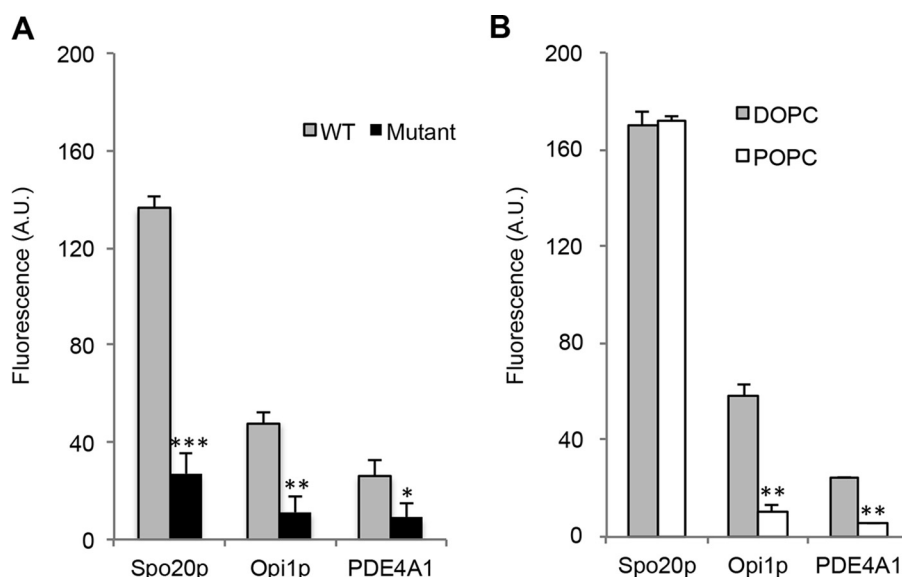 A
200
160
120
80
40
0
Fluorescence (A.U.)
WT Mutant
***
**
*
Spo20p Opi1p PDE4A1
B
200
160
120
80
40
0
Fluorescence (A.U.)
DOPC
POPC
**
**
Spo20p Opi1p PDE4A1